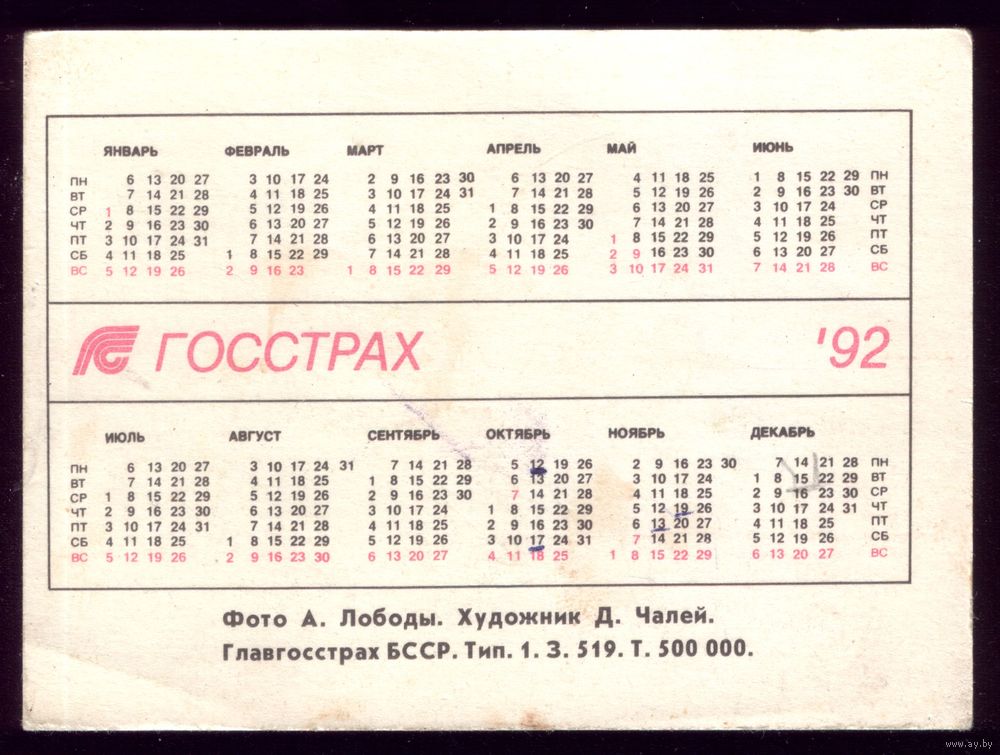 ЯНВАРЬ ФЕВРАЛЬ МАРТ АПРЕЛЬ МАЙ ИЮНЬ
ПН 6 13 20 27 3 10 17 24 2 9 16 23 30 6 13 20 27 4 11 18 25 1 8 15 22 29 ПН
ВТ 7 14 21 28 4 11 18 25 3 10 17 24 31 7 14 21 28 5 12 19 26 2 9 16 23 30 ВТ
СР 1 8 15 22 29 5 12 19 26 4 11 18 25 1 8 15 22 29 6 13 20 27 3 10 17 24 СР
ЧТ 2 9 16 23 30 6 13 20 27 5 12 19 26 2 9 16 23 30 7 14 21 28 4 11 18 25 ЧТ
ПТ 3 10 17 24 31 7 14 21 28 6 13 20 27 3 10 17 24 1 8 15 22 29 5 12 19 26 ПТ
СБ 4 11 18 25 1 8 15 22 29 7 14 21 28 4 11 18 25 2 9 16 23 30 6 13 20 27 СБ
ВС 5 12 19 26 2 9 16 23 1 8 15 22 29 5 12 19 26 3 10 17 24 31 7 14 21 28 ВС
ГОССТРАХ '92
ИЮЛЬ АВГУСТ СЕНТЯБРЬ ОКТЯБРЬ НОЯБРЬ ДЕКАБРЬ
ПН 6 13 20 27 3 10 17 24 31 7 14 21 28 5 12 19 26 2 9 16 23 30 7 14 21 28 ПН
ВТ 7 14 21 28 4 11 18 25 1 8 15 22 29 6 13 20 27 3 10 17 24 1 8 15 22 29 ВТ
СР 1 8 15 22 29 5 12 19 26 2 9 16 23 30 7 14 21 28 4 11 18 25 2 9 16 23 30 СР
ЧТ 2 9 16 23 30 6 13 20 27 3 10 17 24 1 8 15 22 29 5 12 19 26 3 10 17 24 31 ЧТ
ПТ 3 10 17 24 31 7 14 21 28 4 11 18 25 2 9 16 23 30 6 13 20 27 4 11 18 25 ПТ
СБ 4 11 18 25 1 8 15 22 29 5 12 19 26 3 10 17 24 31 7 14 21 28 5 12 19 26 СБ
ВС 5 12 19 26 2 9 16 23 30 6 13 20 27 4 11 18 25 1 8 15 22 29 6 13 20 27 ВС
Фото А. Лободы. Художник Д. Чалей.
Главгосстрах БССР. Тип. 1. З. 519. Т. 500 000.
www.ay.by